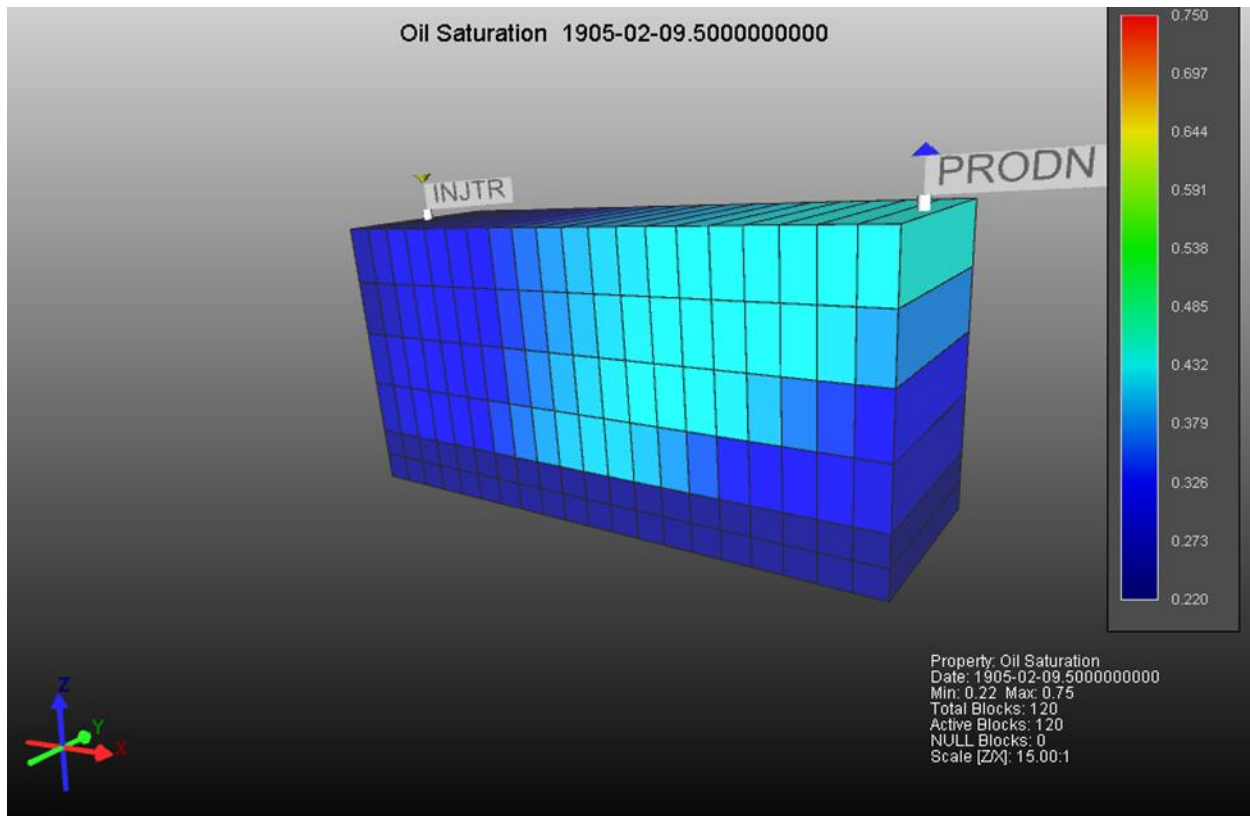 Oil Saturation 1905-02-09.5000000000
0.750
0.697
0.644
0.591
0.538
0.485
0.432
0.379
0.326
0.273
0.220
INJTR
PRODN
Property: Oil Saturation
Date: 1905-02-09.5000000000
Min: 0.22 Max: 0.75
Total Blocks: 120
Active Blocks: 120
NULL Blocks: 0
Scale [Z/X]: 15.00:1
Z
Y
X